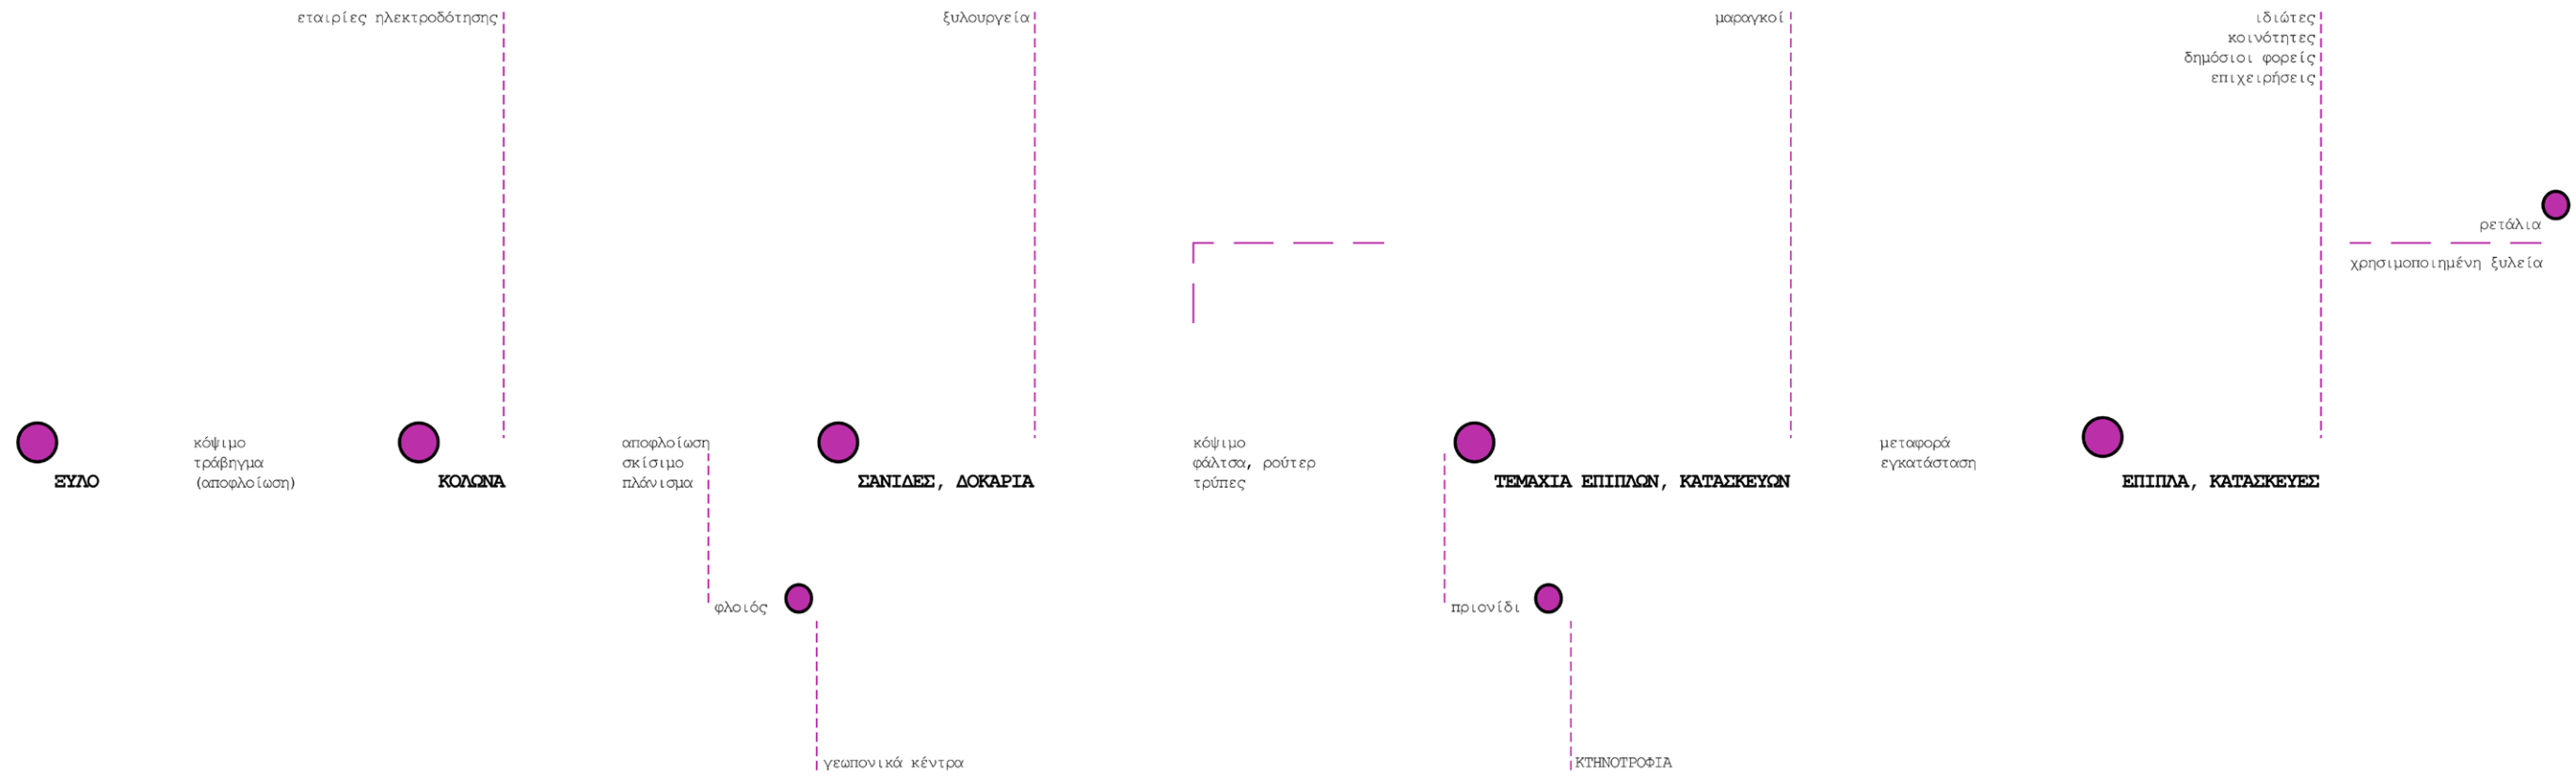 εταιρίες ηλεκτροδότησης
ξυλουργεία
μαραγκοί
ιδιώτες
κοινότητες
δημόσιοι φορείς
επιχειρήσεις
ρετάλια
χρησιμοποιημένη ξυλεία
ΞΥΛΟ
κόψιμο
τράβηγμα
(αποφλοίωση)
ΚΟΛΩΝΑ
αποφλοίωση
σκίσιμο
πλάνισμα
ΣΑΝΙΔΕΣ, ΔΟΚΑΡΙΑ
κόψιμο
φάλτσα, ρούτερ
τρύπες
ΤΕΜΑΧΙΑ ΕΠΙΠΛΩΝ, ΚΑΤΑΣΚΕΥΩΝ
μεταφορά
εγκατάσταση
ΕΠΙΠΛΑ, ΚΑΤΑΣΚΕΥΕΣ
φλοιός
πριονίδι
γεωπονικά κέντρα
ΚΤΗΝΟΤΡΟΦΙΑ